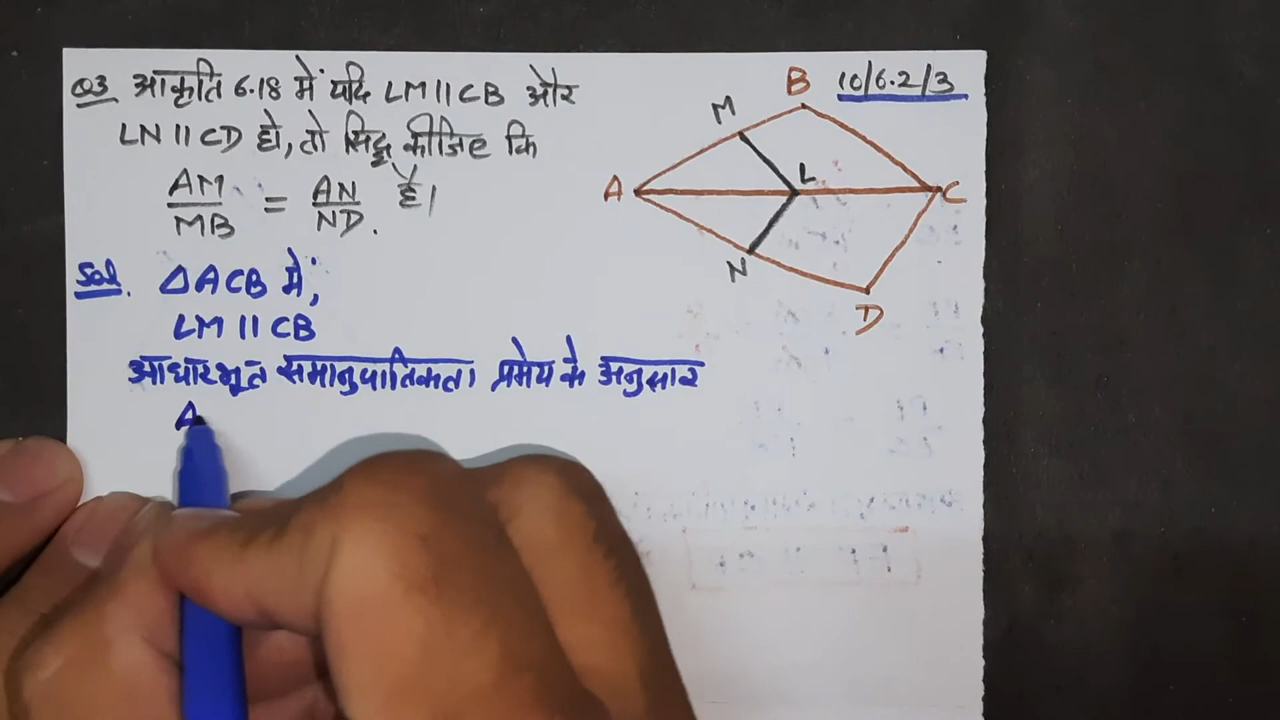 Q3 आकृति 6.18 में यदि LM || CB और
LN || CD हो, तो सिद्ध कीजिए कि
AM/MB = AN/ND. है।
10/6.2/3
B
M
A
L
C
N
D
Sol. △ACB में,
LM || CB
आधारभूत समानुपातिकता प्रमेय के अनुसार
A